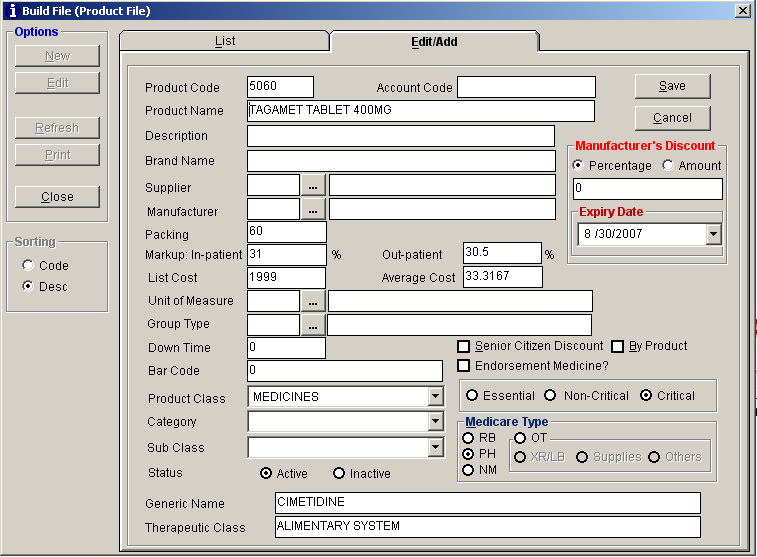 Build File (Product File)
Options
New
Edit
Refresh
Print
Close
Sorting
Code
Desc
List
Edit/Add
Product Code 5060 Account Code
Product Name TAGAMET TABLET 400MG
Description
Brand Name
Supplier ...
Manufacturer ...
Packing 60
Markup: In-patient 31 % Out-patient 30.5 %
List Cost 1999 Average Cost 33.3167
Unit of Measure ...
Group Type ...
Down Time 0
Bar Code 0
Product Class MEDICINES
Category
Sub Class
Status Active Inactive
Generic Name CIMETIDINE
Therapeutic Class ALIMENTARY SYSTEM
Save
Cancel
Manufacturer's Discount
Percentage Amount
0
Expiry Date
8 /30/2007
Senior Citizen Discount By Product
Endorsement Medicine?
Essential Non-Critical Critical
Medicare Type
RB OT
PH XR/LB Supplies Others
NM